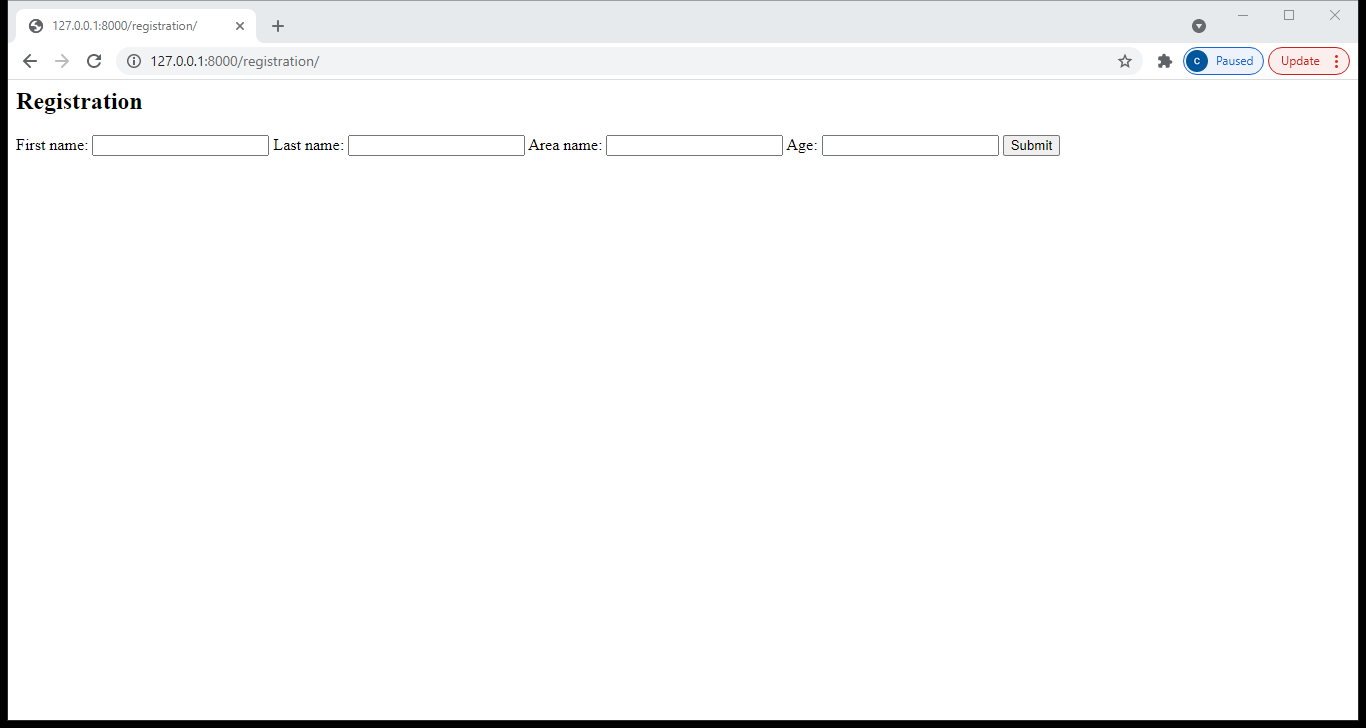 127.0.0.1:8000/registration/
127.0.0.1:8000/registration/
C Paused Update
Registration
First name: Last name: Area name: Age: Submit